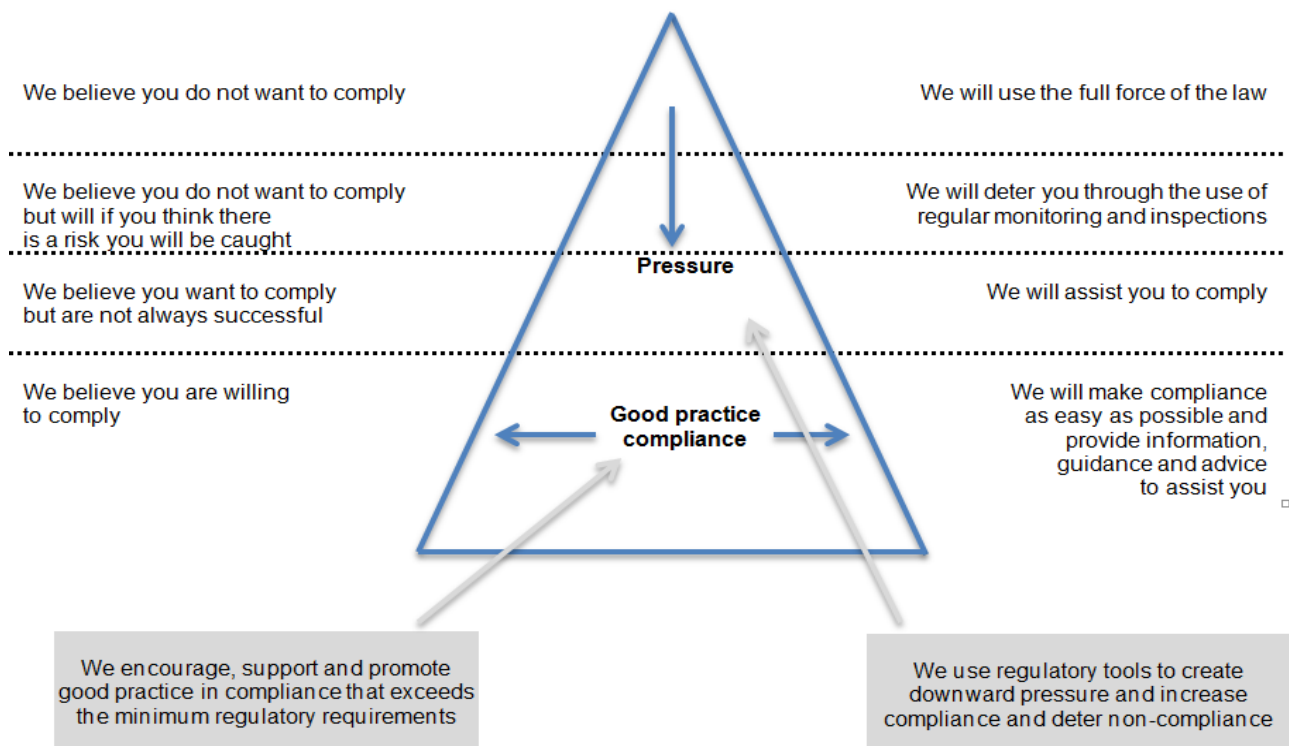 We believe you do not want to comply
We will use the full force of the law
We believe you do not want to comply
but will if you think there
is a risk you will be caught
We will deter you through the use of
regular monitoring and inspections
Pressure
We believe you want to comply
but are not always successful
We will assist you to comply
We believe you are willing
to comply
Good practice
compliance
We will make compliance
as easy as possible and
provide information,
guidance and advice
to assist you
We encourage, support and promote
good practice in compliance that exceeds
the minimum regulatory requirements
We use regulatory tools to create
downward pressure and increase
compliance and deter non-compliance